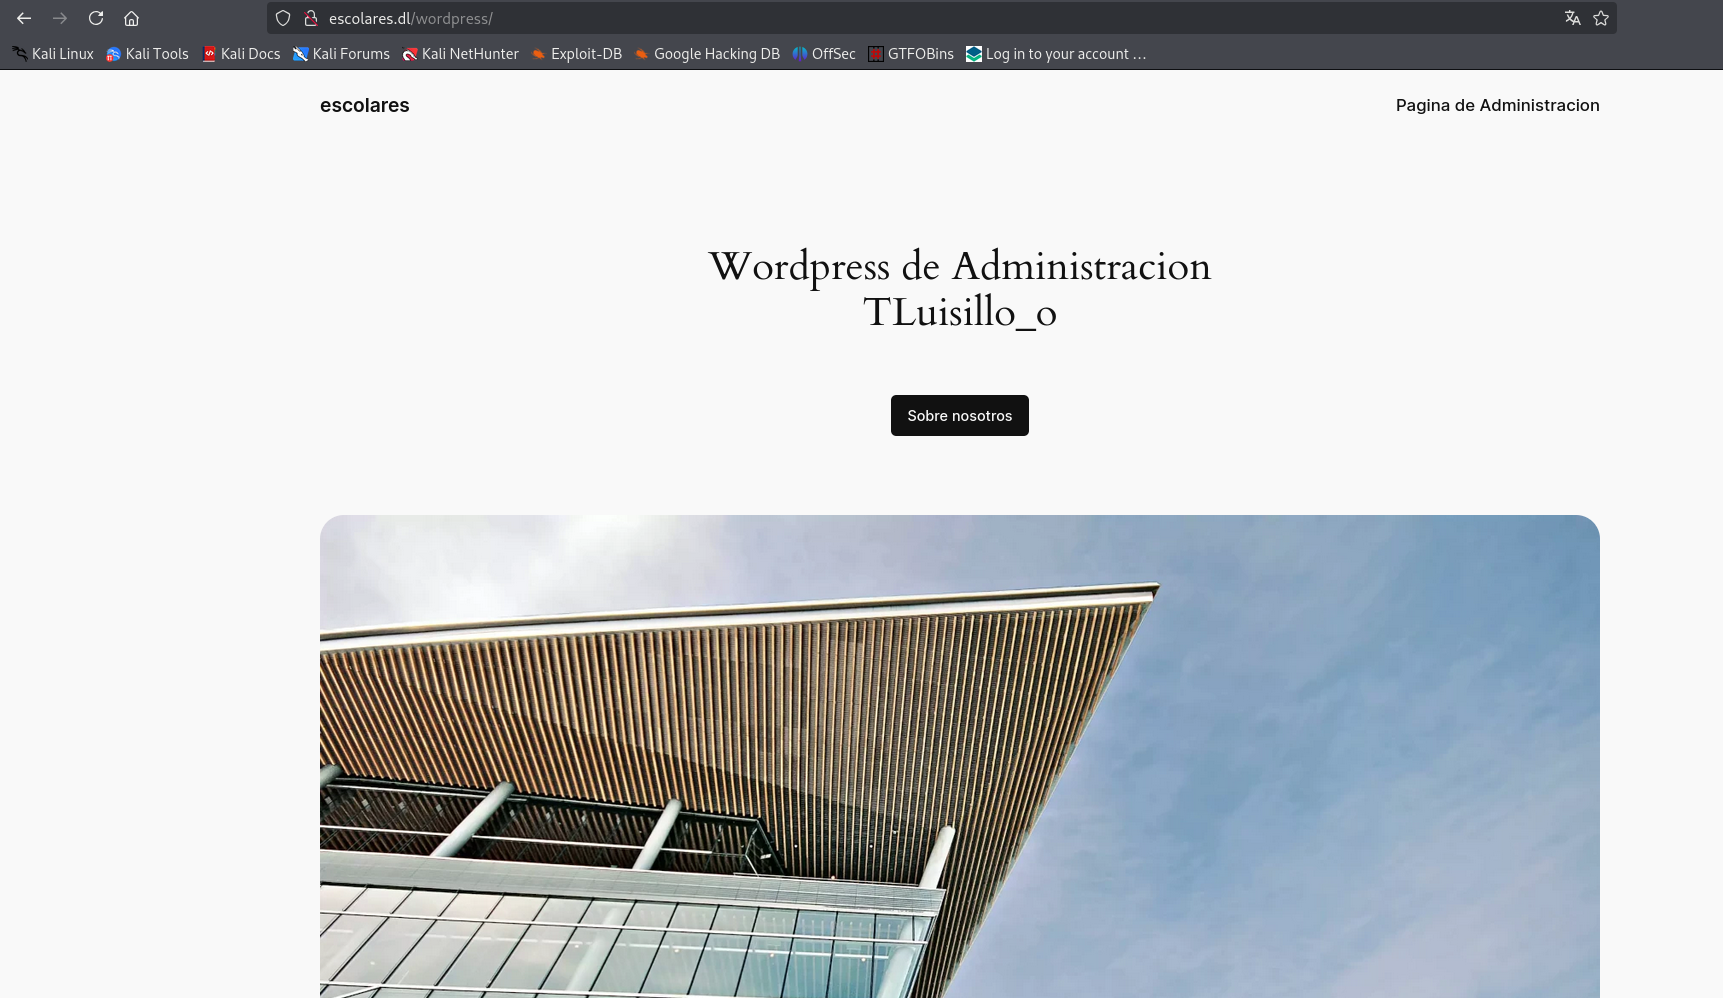 escolares.dl/wordpress/
Kali Linux Kali Tools Kali Docs Kali Forums Kali NetHunter Exploit-DB Google Hacking DB OffSec GTFOBins Log in to your account …
escolares Pagina de Administracion
Wordpress de Administracion
TLuisillo_o
Sobre nosotros